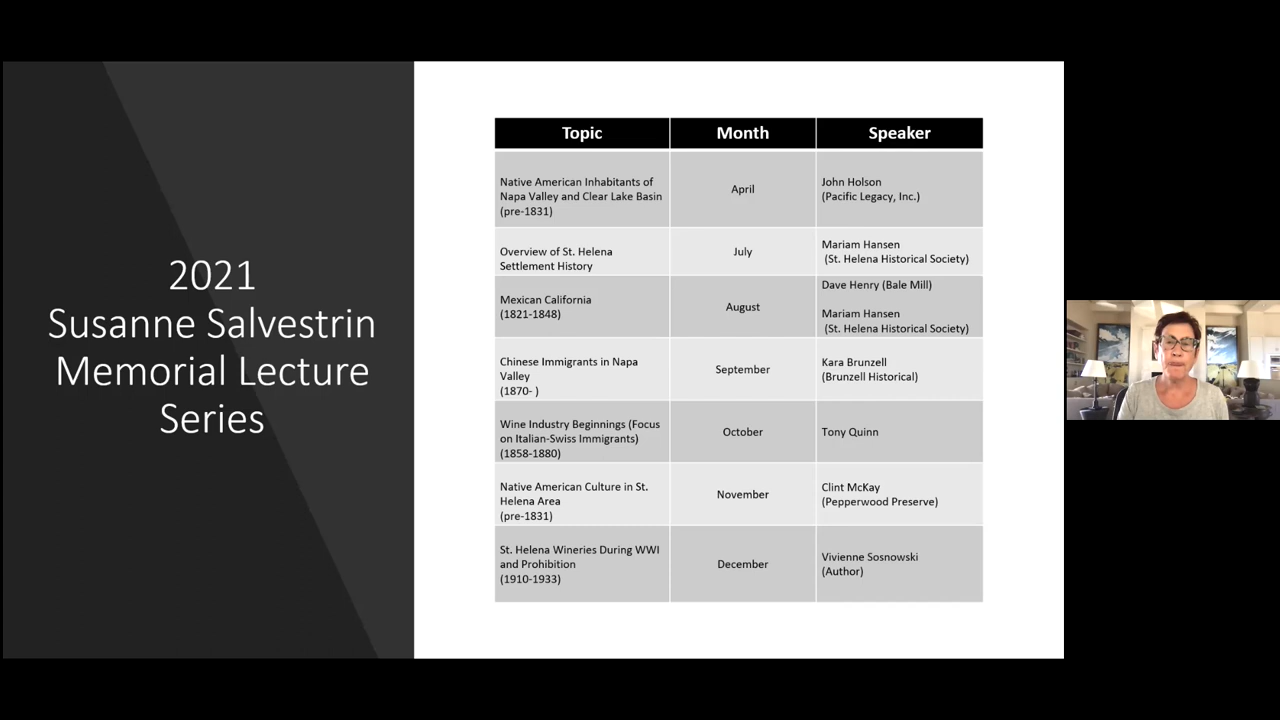 2021
Susanne Salvestrin
Memorial Lecture
Series
Topic
Month
Speaker
Native American Inhabitants of
Napa Valley and Clear Lake Basin
(pre-1831)
April
John Holson
(Pacific Legacy, Inc.)
Overview of St. Helena
Settlement History
July
Mariam Hansen
(St. Helena Historical Society)
Mexican California
(1821-1848)
August
Dave Henry (Bale Mill)
Mariam Hansen
(St. Helena Historical Society)
Chinese Immigrants in Napa
Valley
(1870- )
September
Kara Brunzell
(Brunzell Historical)
Wine Industry Beginnings (Focus
on Italian-Swiss Immigrants)
(1858-1880)
October
Tony Quinn
Native American Culture in St.
Helena Area
(pre-1831)
November
Clint McKay
(Pepperwood Preserve)
St. Helena Wineries During WWI
and Prohibition
(1910-1933)
December
Vivienne Sosnowski
(Author)